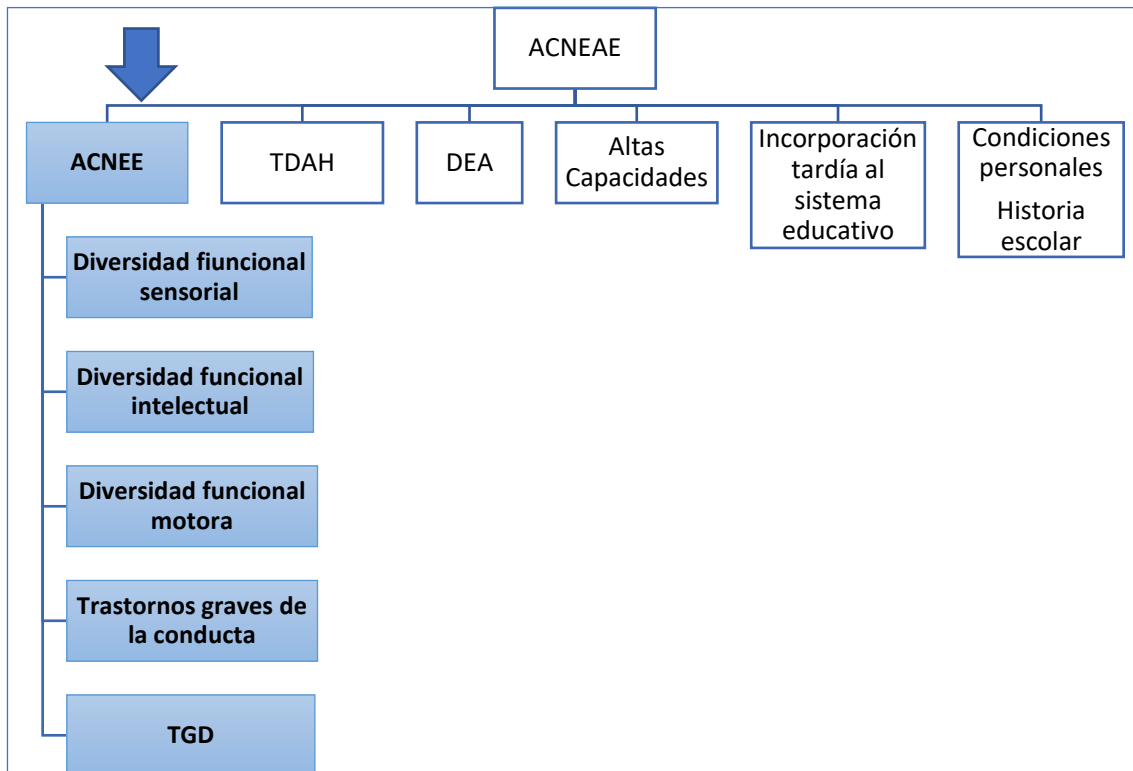 ACNEAE
ACNEE
TDAH
DEA
Altas
Capacidades
Incorporación
tardía al
sistema
educativo
Condiciones
personales
Historia
escolar
Diversidad fiuncional
sensorial
Diversidad funcional
intelectual
Diversidad funcional
motora
Trastornos graves de
la conducta
TGD